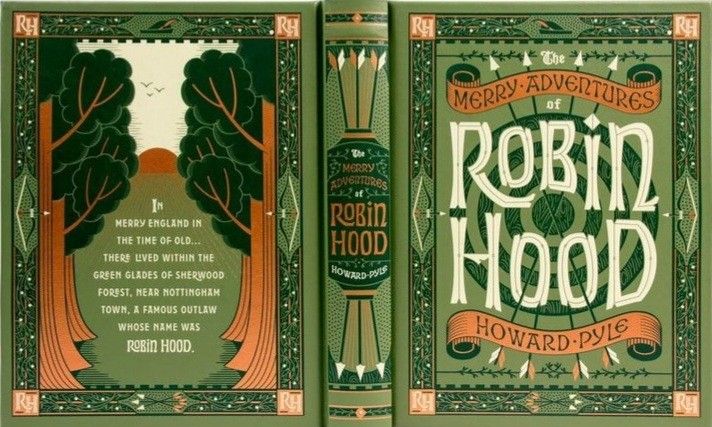 RH
RH
IN
MERRY ENGLAND IN
THE TIME OF OLD...
THERE LIVED WITHIN THE
GREEN GLADES OF SHERWOOD
FOREST, NEAR NOTTINGHAM
TOWN, A FAMOUS OUTLAW
WHOSE NAME WAS
ROBIN HOOD.
RH
RH
The
MERRY
ADVENTURES
of
ROBIN
HOOD
HOWARD·PYLE
RH
RH
The
MERRY·ADVENTURES
of
ROBIN
HOOD
HOWARD·PYLE
RH
RH